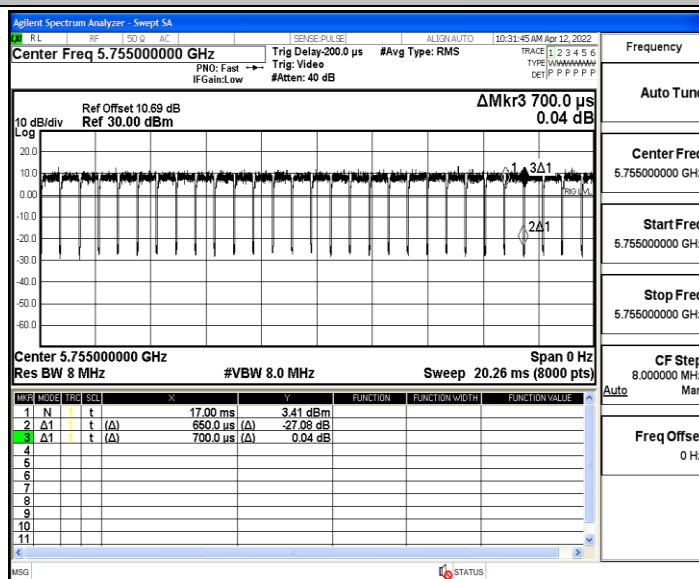 Agilent Spectrum Analyzer - Swept SA
RL RF 50 Ω AC SENSE:PULSE ALIGN AUTO 10:31:45 AM Apr 12, 2022
Center Freq 5.755000000 GHz
PNO: Fast
IFGain:Low
Trig Delay-200.0 µs
Trig: Video
#Atten: 40 dB
#Avg Type: RMS
TRACE 1 2 3 4 5 6
TYPE WWWWWW
DET P P P P P P
Ref Offset 10.69 dB
10 dB/div Ref 30.00 dBm
Log
ΔMkr3 700.0 µs
0.04 dB
20.0
10.0
0.00
-10.0
-20.0
-30.0
-40.0
-50.0
-60.0
1 3Δ1
TRIG LVL
2Δ1
Center 5.755000000 GHz Span 0 Hz
Res BW 8 MHz #VBW 8.0 MHz Sweep 20.26 ms (8000 pts)
MKR MODE TRC SCL X Y FUNCTION FUNCTION WIDTH FUNCTION VALUE
1 N 1 t 17.00 ms 3.41 dBm
2 Δ1 1 t (Δ) 650.0 µs (Δ) -27.08 dB
3 Δ1 1 t (Δ) 700.0 µs (Δ) 0.04 dB
4
5
6
7
8
9
10
11
MSG STATUS
Frequency
Auto Tune
Center Freq
5.755000000 GHz
Start Freq
5.755000000 GHz
Stop Freq
5.755000000 GHz
CF Step
8.000000 MHz
Auto Man
Freq Offset
0 Hz